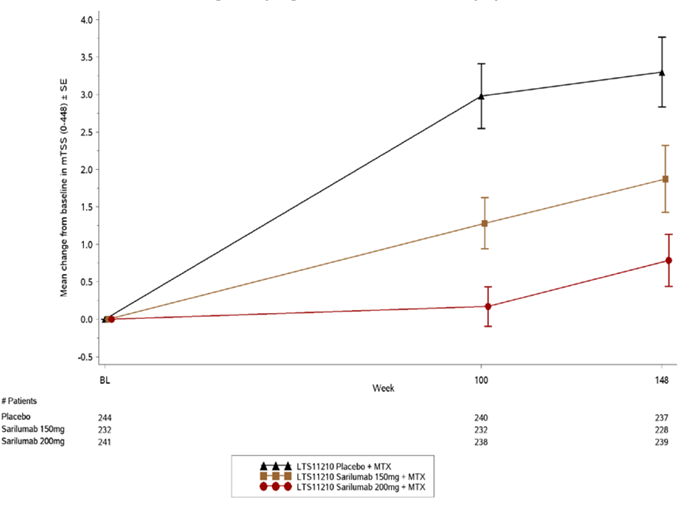 4.0
3.5
3.0
2.5
2.0
1.5
1.0
0.5
0.0
-0.5
Mean change from baseline in mTSS (0-448) ± SE
BL 100 148
Week
# Patients
Placebo 244 240 237
Sarilumab 150mg 232 232 228
Sarilumab 200mg 241 238 239
LTS11210 Placebo + MTX
LTS11210 Sarilumab 150mg + MTX
LTS11210 Sarilumab 200mg + MTX